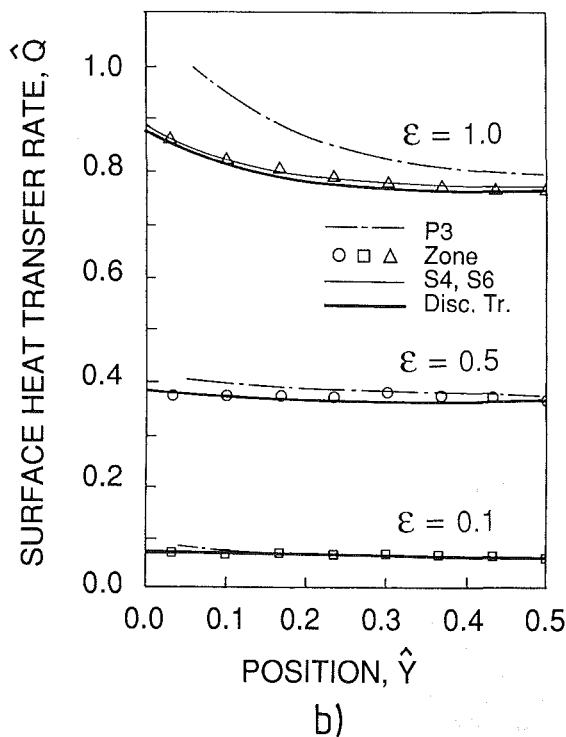 SURFACE HEAT TRANSFER RATE, Q̂
1.0
0.8
0.6
0.4
0.2
0.0
ε = 1.0
P3
Zone
S4, S6
Disc. Tr.
ε = 0.5
ε = 0.1
0.0 0.1 0.2 0.3 0.4 0.5
POSITION, Ŷ
b)